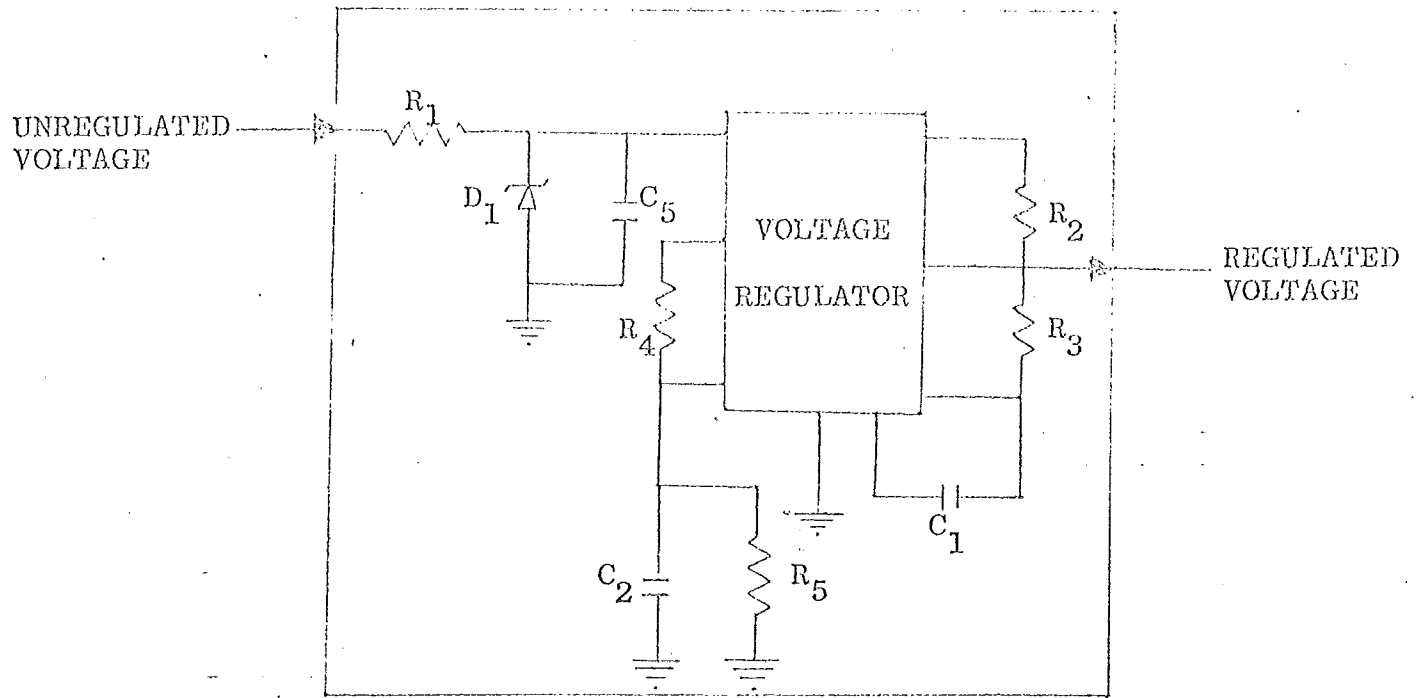 R1
UNREGULATED
VOLTAGE
D1
C5
VOLTAGE
REGULATOR
R2
REGULATED
VOLTAGE
R4
R3
C1
C2
R5